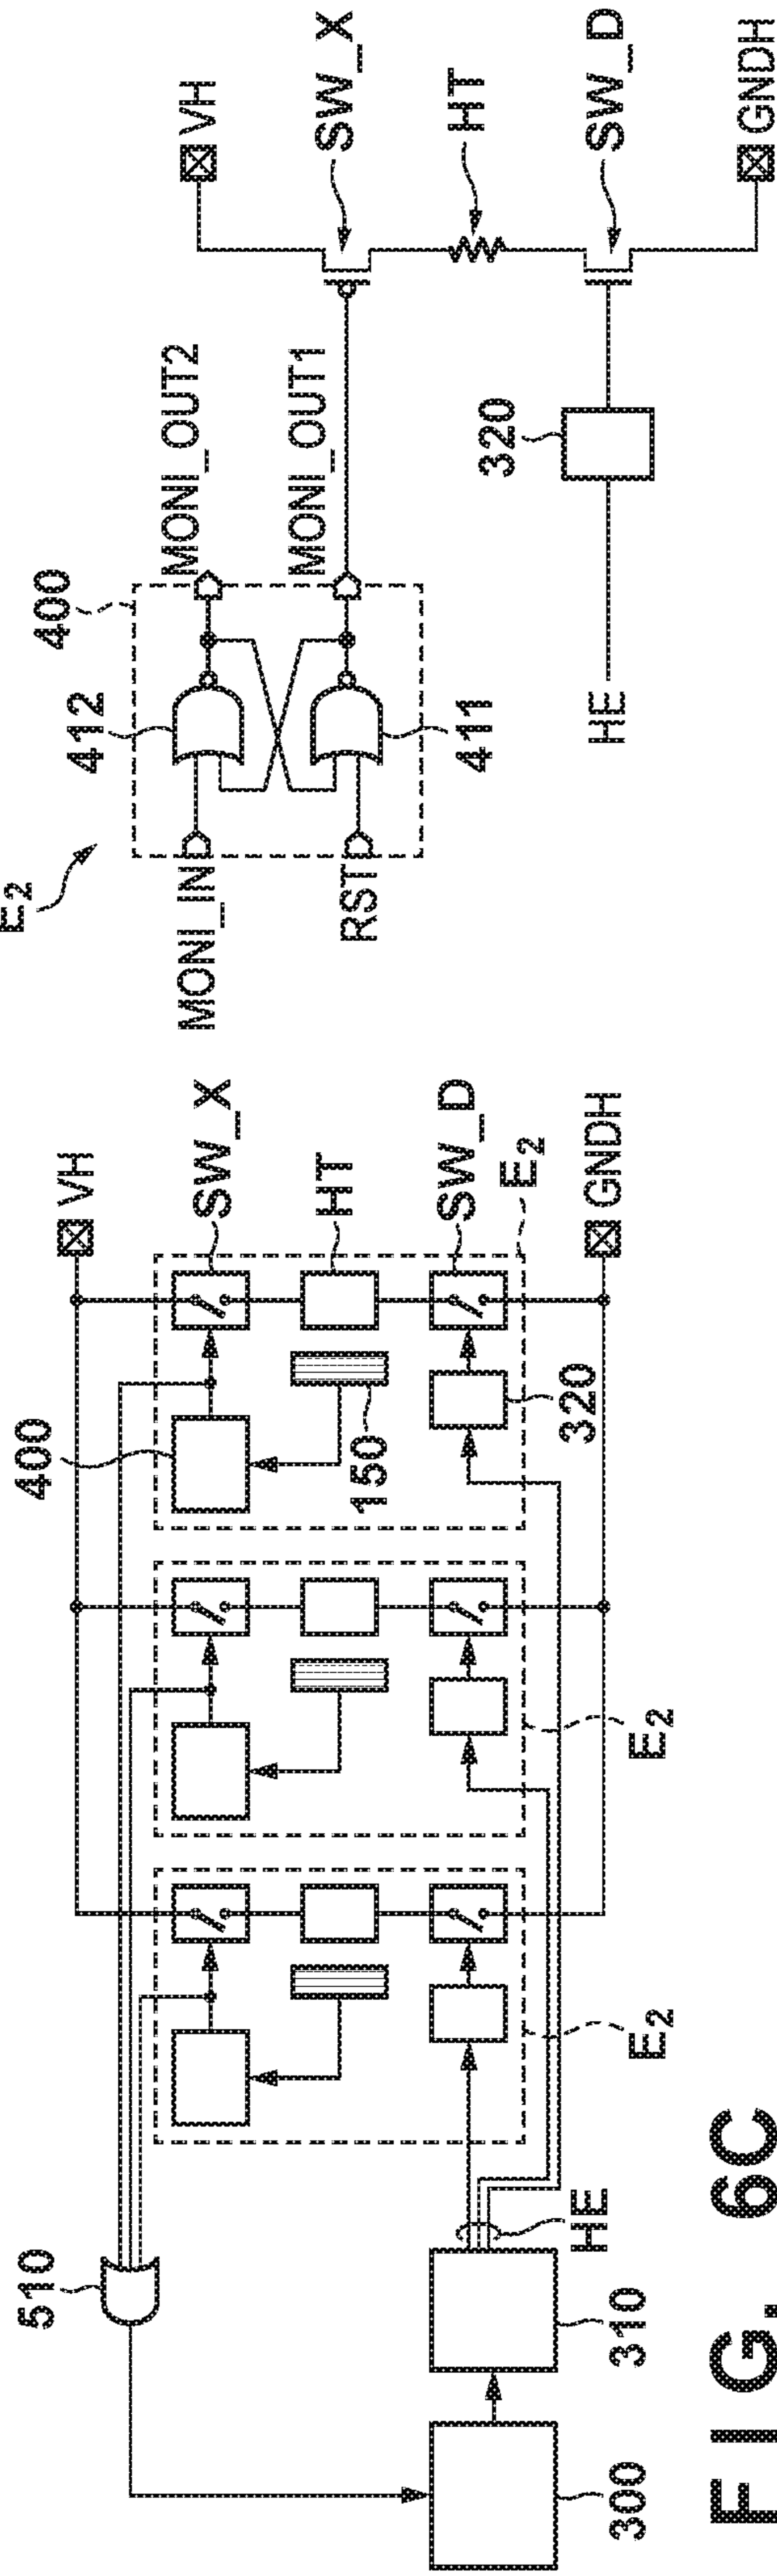 VH
SW_X
HT
SW_D
E2
GNDH
400
150
320
E2
E2
510
HE
310
300
FIG. 6C
E2
400
412
411
MONI_IN
RST
MONI_OUT2
MONI_OUT1
VH
SW_X
HT
SW_D
GNDH
320
HE